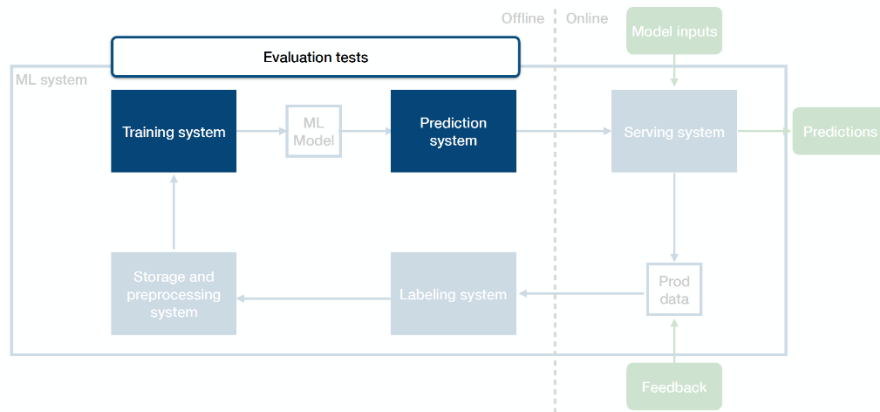 Offline
Online
Model inputs
Evaluation tests
ML system
Training system
ML
Model
Prediction
system
Serving system
Predictions
Storage and
preprocessing
system
Labeling system
Prod
data
Feedback